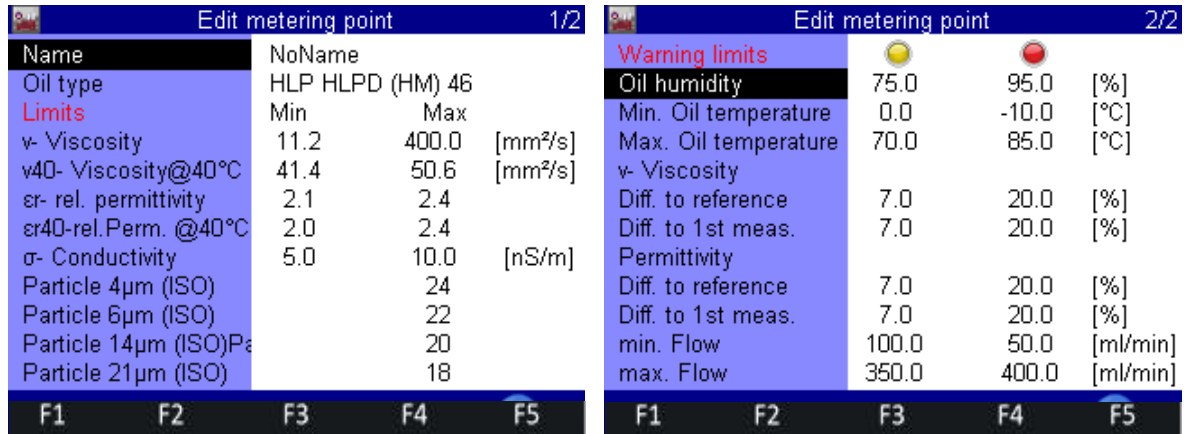 Edit metering point 1/2
Name NoName
Oil type HLP HLPD (HM) 46
Limits Min Max
v- Viscosity 11.2 400.0 [mm²/s]
v40- Viscosity@40°C 41.4 50.6 [mm²/s]
εr- rel. permittivity 2.1 2.4
εr40-rel.Perm. @40°C 2.0 2.4
σ- Conductivity 5.0 10.0 [nS/m]
Particle 4µm (ISO) 24
Particle 6µm (ISO) 22
Particle 14µm (ISO)Pa 20
Particle 21µm (ISO) 18
F1 F2 F3 F4 F5
Edit metering point 2/2
Warning limits
Oil humidity 75.0 95.0 [%]
Min. Oil temperature 0.0 -10.0 [°C]
Max. Oil temperature 70.0 85.0 [°C]
v- Viscosity
Diff. to reference 7.0 20.0 [%]
Diff. to 1st meas. 7.0 20.0 [%]
Permittivity
Diff. to reference 7.0 20.0 [%]
Diff. to 1st meas. 7.0 20.0 [%]
min. Flow 100.0 50.0 [ml/min]
max. Flow 350.0 400.0 [ml/min]
F1 F2 F3 F4 F5